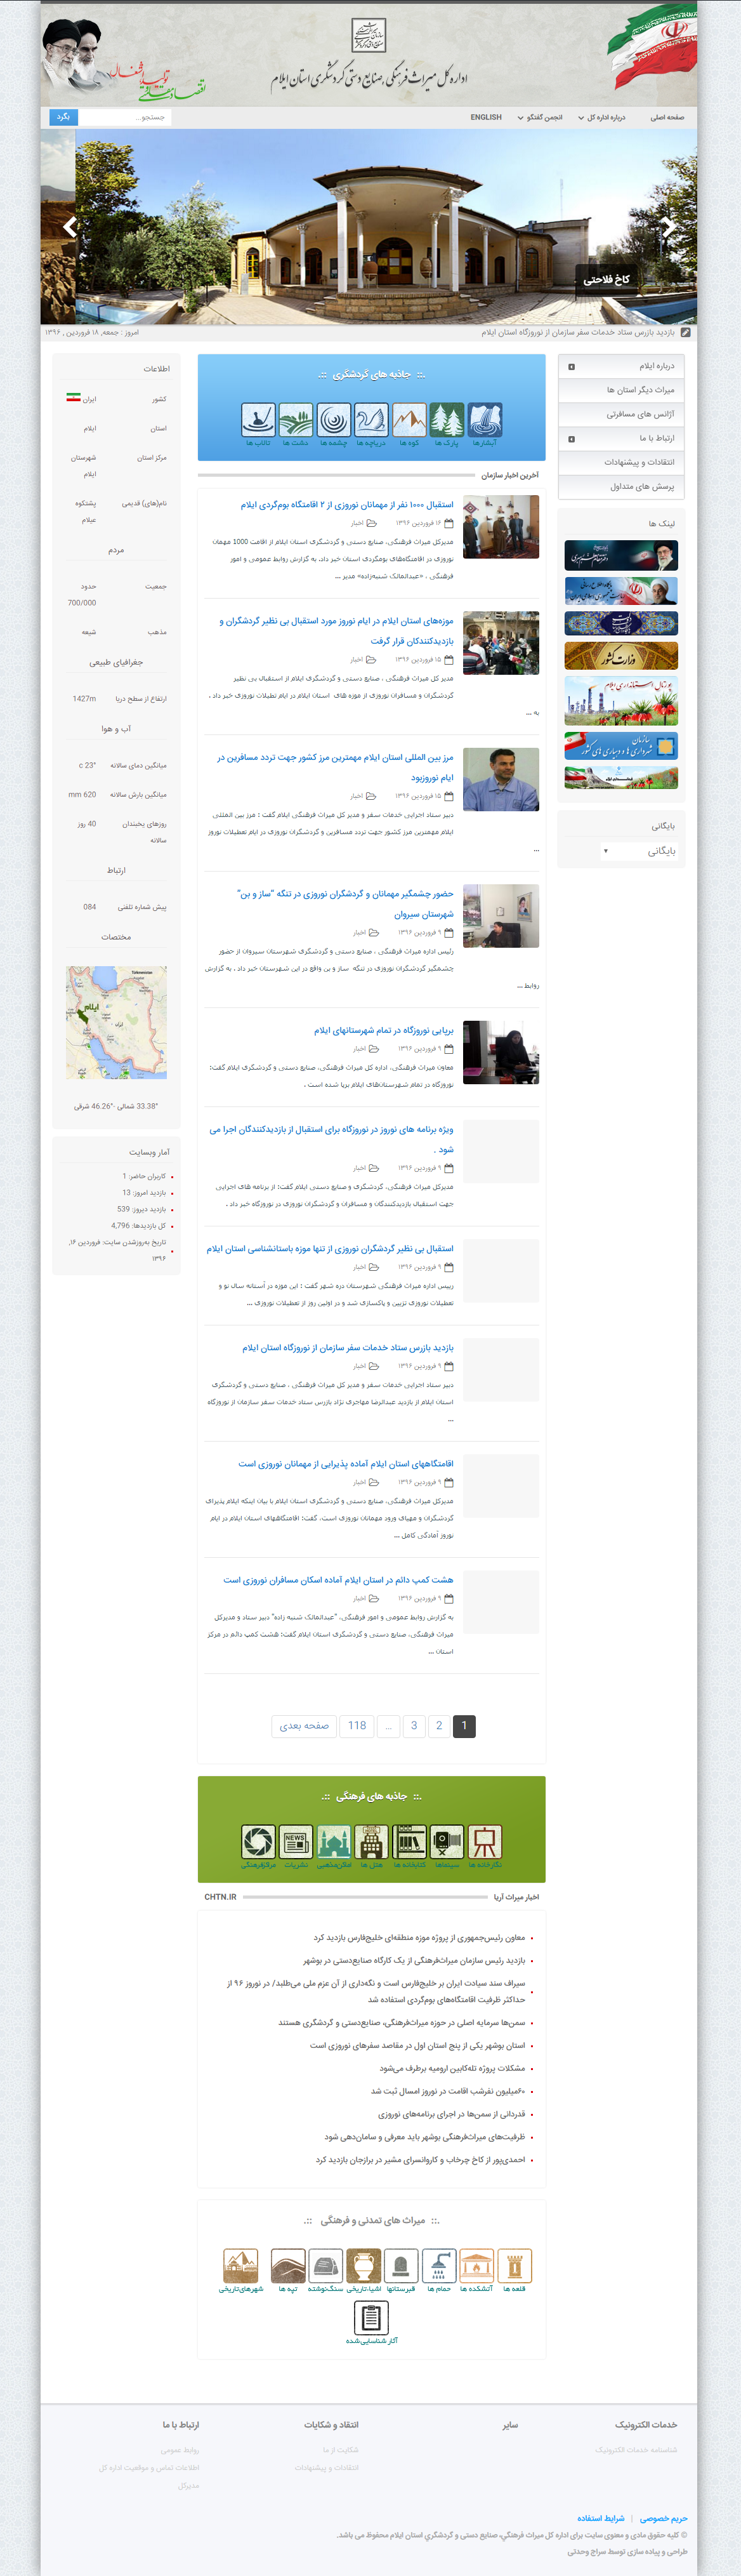 اداره کل میراث فرهنگی، صنایع دستی و گردشگری استان ایلام
اقتصاد مقاومتی
تولید اشتغال
صفحه اصلی
درباره اداره کل
انجمن گفتگو
ENGLISH
جستجو...
بگرد
کاخ فلاحتی
بازدید بازرس ستاد خدمات سفر سازمان از نوروزگاه استان ایلام
امروز : جمعه, ۱۸ فروردین , ۱۳۹۶
درباره ایلام
میراث دیگر استان ها
آژانس های مسافرتی
ارتباط با ما
انتقادات و پیشنهادات
پرسش های متداول
لینک ها
وزارت کشور
پورتال استانداری ایلام
سازمان
شهرداری ها و دهیاری های کشور
بایگانی
بایگانی
.:: جاذبه های گردشگري ::.
آبشارها
پارک ها
کوه ها
دریاچه ها
چشمه ها
دشت ها
تالاب ها
آخرین اخبار سازمان
استقبال ۱۰۰۰ نفر از مهمانان نوروزی از ۲ اقامتگاه بوم‌گردی ایلام
۱۶ فروردین ۱۳۹۶
اخبار
مدیرکل میراث فرهنگی، صنایع دستی و گردشگری استان ایلام از اقامت 1000 مهمان
نوروزی در اقامتگاه‌های بومگردی استان خبر داد. به گزارش روابط عمومی و امور
فرهنگی ، «عبدالمالک شنبه‌زاده» مدیر ...
موزه‌های استان ایلام در ایام نوروز مورد استقبال بی نظیر گردشگران و
بازدیدکنندکان قرار گرفت
۱۵ فروردین ۱۳۹۶
اخبار
مدیر کل میراث فرهنگی ، صنایع دستی و گردشگری ایلام از استقبال بی نظیر
گردشگران و مسافران نوروزی از موزه های  استان ایلام در ایام تطیلات نوروزی خبر داد .
به ...
مرز بین المللی استان ایلام مهمترین مرز کشور جهت تردد مسافرین در
ایام نوروزبود
۱۵ فروردین ۱۳۹۶
اخبار
دبیر ستاد اجرایی خدمات سفر و مدیر کل میراث فرهنگی ایلام گفت : مرز بین المللی
ایلام مهمترین مرز کشور جهت تردد مسافرین و گردشگران نوروزی در ایام تعطیلات نوروز
...
حضور چشمگیر مهمانان و گردشگران نوروزی در تنگه "ساز و بن"
شهرستان سیروان
۹ فروردین ۱۳۹۶
اخبار
رئیس اداره میراث فرهنگی ، صنایع دستی و گردشگری شهرستان سیروان از حضور
چشمگیر گردشگران نوروزی در تنگه  ساز و بن واقع در این شهرستان خبر داد . به گزارش
روابط ...
برپایی نوروزگاه در تمام شهرستانهای ایلام
۹ فروردین ۱۳۹۶
اخبار
معاون میراث فرهنگی، اداره کل میراث فرهنگی، صنایع دستی و گردشگری ایلام گفت:
نوروزگاه در تمام شهرستان‌های ایلام برپا شده است .
ویژه برنامه های نوروز در نوروزگاه برای استقبال از بازدیدکنندگان اجرا می
شود .
۹ فروردین ۱۳۹۶
اخبار
مدیرکل میراث فرهنگی، گردشگری و صنایع دستی ایلام گفت: از برنامه های اجرایی
جهت استقبال بازدیدکنندگان و مسافران و گردشگران نوروزی در نوروزگاه خبر داد .
استقبال بی نظیر گردشگران نوروزی از تنها موزه باستانشناسی استان ایلام
۹ فروردین ۱۳۹۶
اخبار
رییس اداره میراث فرهنگی شهرستان دره شهر گفت : این موزه در آستانه سال نو و
تعطیلات نوروزی تزیین و پاکسازی شد و در اولین روز از تعطیلات نوروزی ...
بازدید بازرس ستاد خدمات سفر سازمان از نوروزگاه استان ایلام
۹ فروردین ۱۳۹۶
اخبار
دبیر ستاد اجرایی خدمات سفر و مدیر کل میراث فرهنگی ، صنایع دستی و گردشگری
استان ایلام از بازدید عبدالرضا مهاجری نژاد بازرس ستاد خدمات سفر سازمان از نوروزگاه
...
اقامتگاههای استان ایلام آماده پذیرایی از مهمانان نوروزی است
۹ فروردین ۱۳۹۶
اخبار
مدیرکل میراث فرهنگی، صنایع دستی و گردشگری استان ایلام با بیان اینکه ایلام پذیرای
گردشگران و مهیای ورود مهمانان نوروزی است، گفت: اقامتگاههای استان ایلام در ایام
نوروز آمادگی کامل ...
هشت کمپ دائم در استان ایلام آماده اسکان مسافران نوروزی است
۹ فروردین ۱۳۹۶
اخبار
به گزارش روابط عمومی و امور فرهنگی، "عبدالمالک شنبه زاده" دبیر ستاد و مدیرکل
میراث فرهنگی، صنایع دستی و گردشگری استان ایلام گفت: هشت کمپ دائم در مرکز
استان ...
1
2
3
...
118
صفحه بعدی
.:: جاذبه های فرهنگي ::.
نگارخانه ها
سینماها
کتابخانه ها
هتل ها
اماکن‌مذهبی
نشریات
مراکزفرهنگی
اخبار میراث آریا
CHTN.IR
معاون رئیس‌جمهوری از پروژه موزه منطقه‌ای خلیج‌فارس بازدید کرد
بازدید رئیس سازمان میراث‌فرهنگی از یک کارگاه صنایع‌دستی در بوشهر
سیراف سند سیادت ایران بر خلیج‌فارس است و نگه‌داری از آن عزم ملی می‌طلبد/ در نوروز ۹۶ از
حداکثر ظرفیت اقامتگاه‌های بوم‌گردی استفاده شد
سمن‌ها سرمایه اصلی در حوزه میراث‌فرهنگی، صنایع‌دستی و گردشگری هستند
استان بوشهر یکی از پنج استان اول در مقاصد سفرهای نوروزی است
مشکلات پروژه تله‌کابین ارومیه برطرف می‌شود
۶۰میلیون نفرشب اقامت در نوروز امسال ثبت شد
قدردانی از سمن‌ها در اجرای برنامه‌های نوروزی
ظرفیت‌های میراث‌فرهنگی بوشهر باید معرفی و سامان‌دهی شود
احمدی‌پور از کاخ چرخاب و کاروانسرای مشیر در برازجان بازدید کرد
.:: میراث های تمدنی و فرهنگی ::.
قلعه ها
آتشکده ها
حمام ها
قبرستانها
اشیاءتاریخی
سنگ‌نوشته
تپه ها
شهرهای‌تاریخی
آثار شناسایی‌شده
اطلاعات
کشور
ایران
استان
ایلام
مرکز استان
شهرستان
ایلام
نام(های) قدیمی
پشتکوه
عیلام
مردم
جمعیت
حدود
700/000
مذهب
شیعه
جغرافیای طبیعی
ارتفاع از سطح دریا
1427m
آب و هوا
میانگین دمای سالانه
23° c
میانگین بارش سالانه
620 mm
روزهای یخبندان
سالانه
40 روز
ارتباط
پیش شماره تلفنی
084
مختصات
ایلام
33.38° شمالی -46.26° شرقی
آمار وبسایت
کاربران حاضر: 1
بازدید امروز: 13
بازدید دیروز: 539
کل بازدیدها: 4,796
تاریخ به‌روزشدن سایت: فروردین ۱۶,
۱۳۹۶
خدمات الکترونیک
شناسنامه خدمات الکترونیک
سایر
انتقاد و شکایات
شکایت از ما
انتقادات و پیشنهادات
ارتباط با ما
روابط عمومی
اطلاعات تماس و موقعیت اداره کل
مدیرکل
حریم خصوصی | شرایط استفاده
© کلیه حقوق مادی و معنوی سایت برای اداره کل میراث فرهنگي، صنایع دستی و گردشگري استان ایلام محفوظ می باشد.
طراحی و پیاده سازی توسط سراج وحدتی